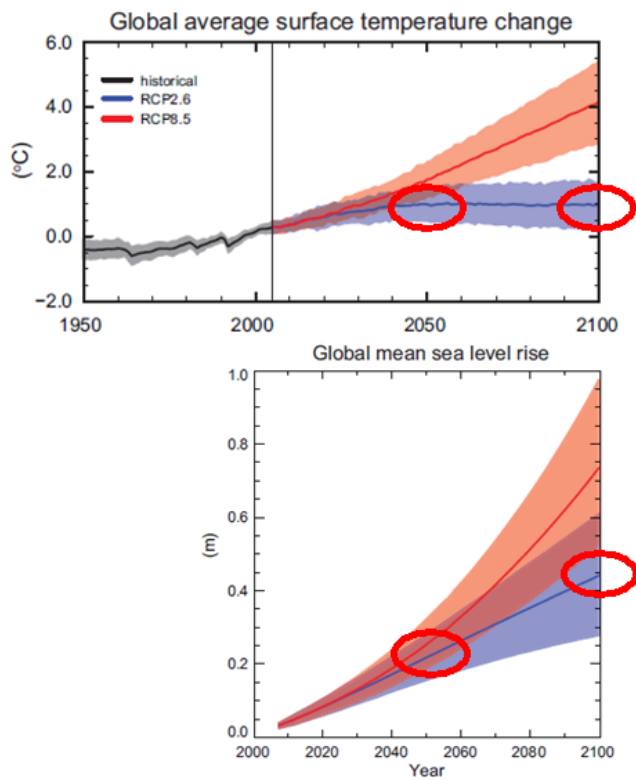 Global average surface temperature change
6.0
historical
RCP2.6
RCP8.5
4.0
(°C)
2.0
0.0
−2.0
1950 2000 2050 2100
Global mean sea level rise
1.0
0.8
0.6
(m)
0.4
0.2
0.0
2000 2020 2040 2060 2080 2100
Year